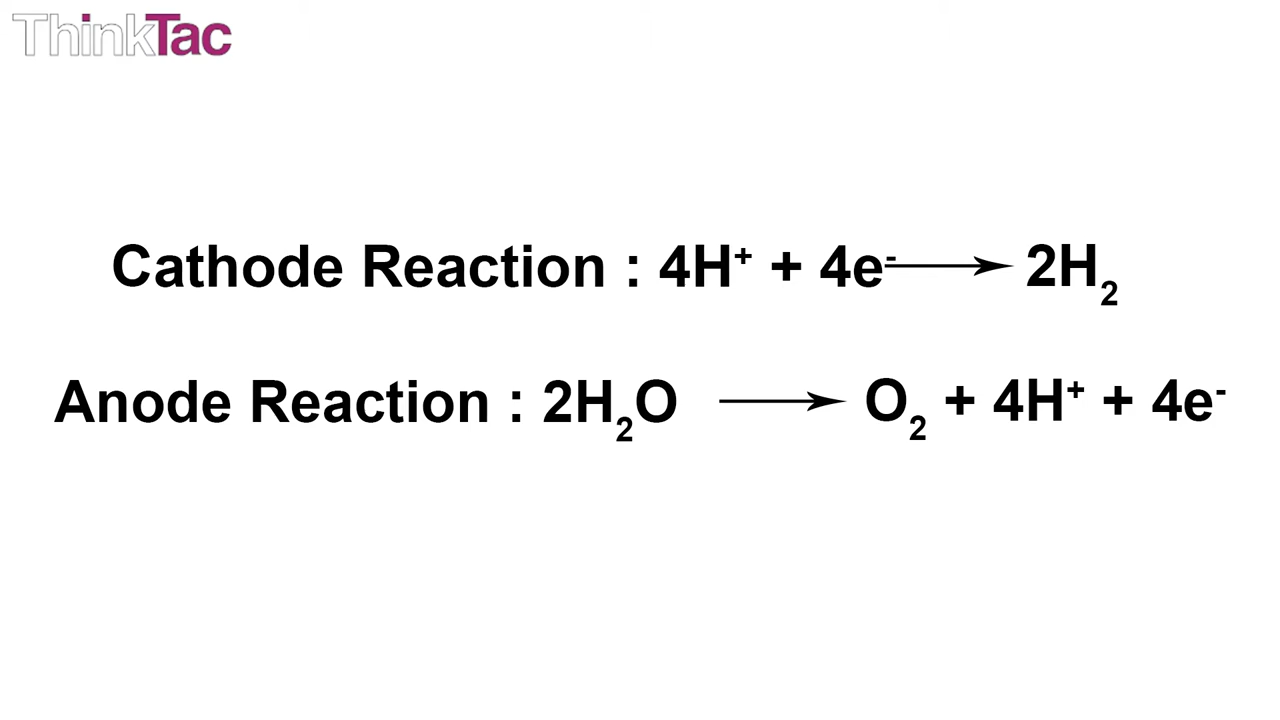 ThinkTac
Cathode Reaction : 4H⁺ + 4e⁻ ⟶ 2H₂
Anode Reaction : 2H₂O ⟶ O₂ + 4H⁺ + 4e⁻